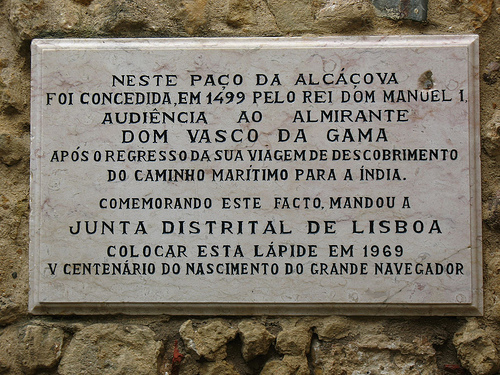 NESTE PAÇO DA ALCÁÇOVA
FOI CONCEDIDA, EM 1499 PELO REI DOM MANUEL I,
AUDIÊNCIA AO ALMIRANTE
DOM VASCO DA GAMA
APÓS O REGRESSO DA SUA VIAGEM DE DESCOBRIMENTO
DO CAMINHO MARÍTIMO PARA A ÍNDIA.
COMEMORANDO ESTE FACTO, MANDOU A
JUNTA DISTRITAL DE LISBOA
COLOCAR ESTA LÁPIDE EM 1969
V CENTENÁRIO DO NASCIMENTO DO GRANDE NAVEGADOR